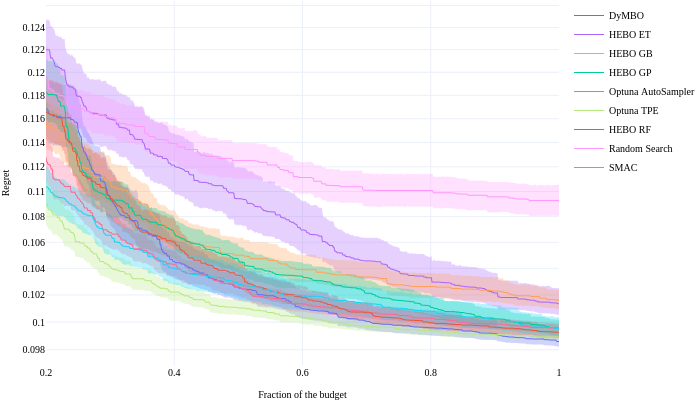 0.124
0.122
0.12
0.118
0.116
0.114
0.112
0.11
0.108
0.106
0.104
0.102
0.1
0.098
Regret
0.2 0.4 0.6 0.8 1
Fraction of the budget
DyMBO
HEBO ET
HEBO GB
HEBO GP
Optuna AutoSampler
Optuna TPE
HEBO RF
Random Search
SMAC